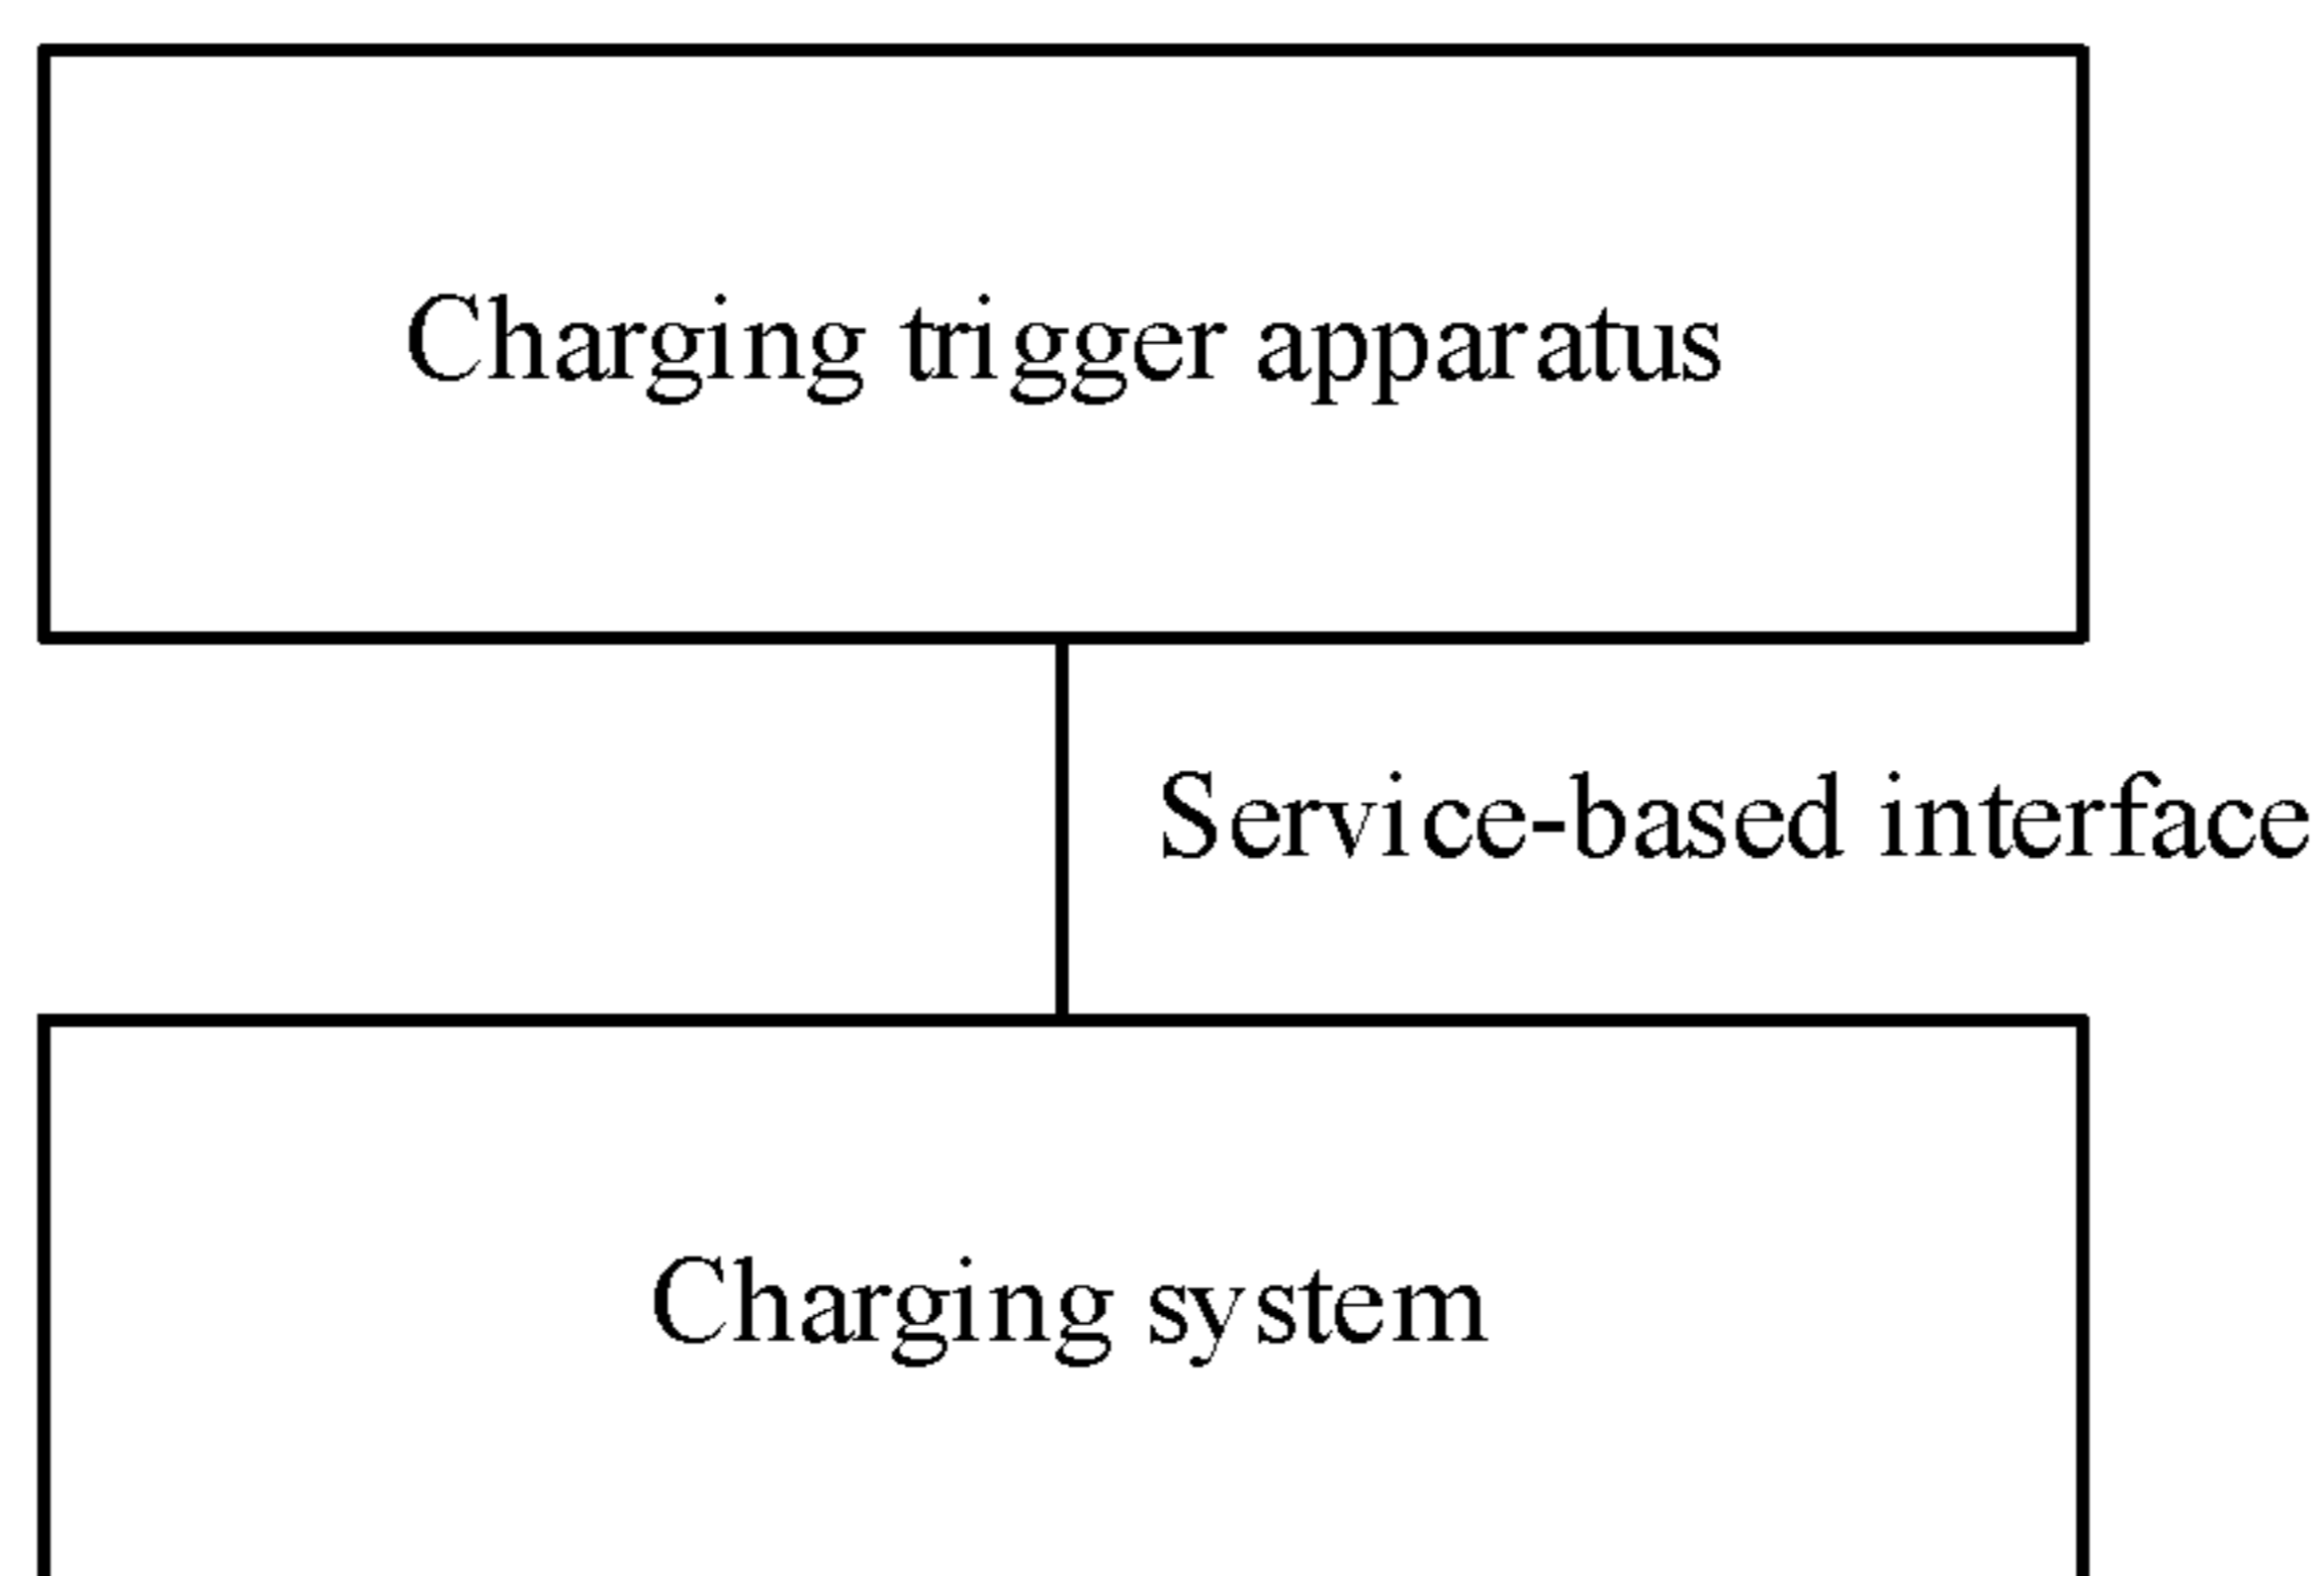 Charging trigger apparatus
Service-based interface
Charging system